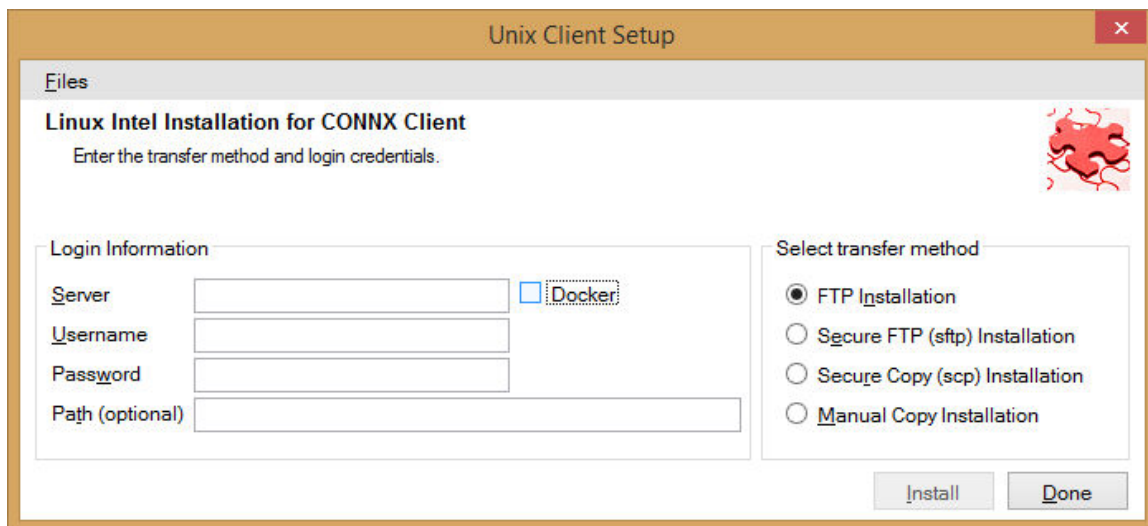 Unix Client Setup
Files
Linux Intel Installation for CONNX Client
Enter the transfer method and login credentials.
Login Information
Server
Docker
Username
Password
Path (optional)
Select transfer method
FTP Installation
Secure FTP (sftp) Installation
Secure Copy (scp) Installation
Manual Copy Installation
Install
Done